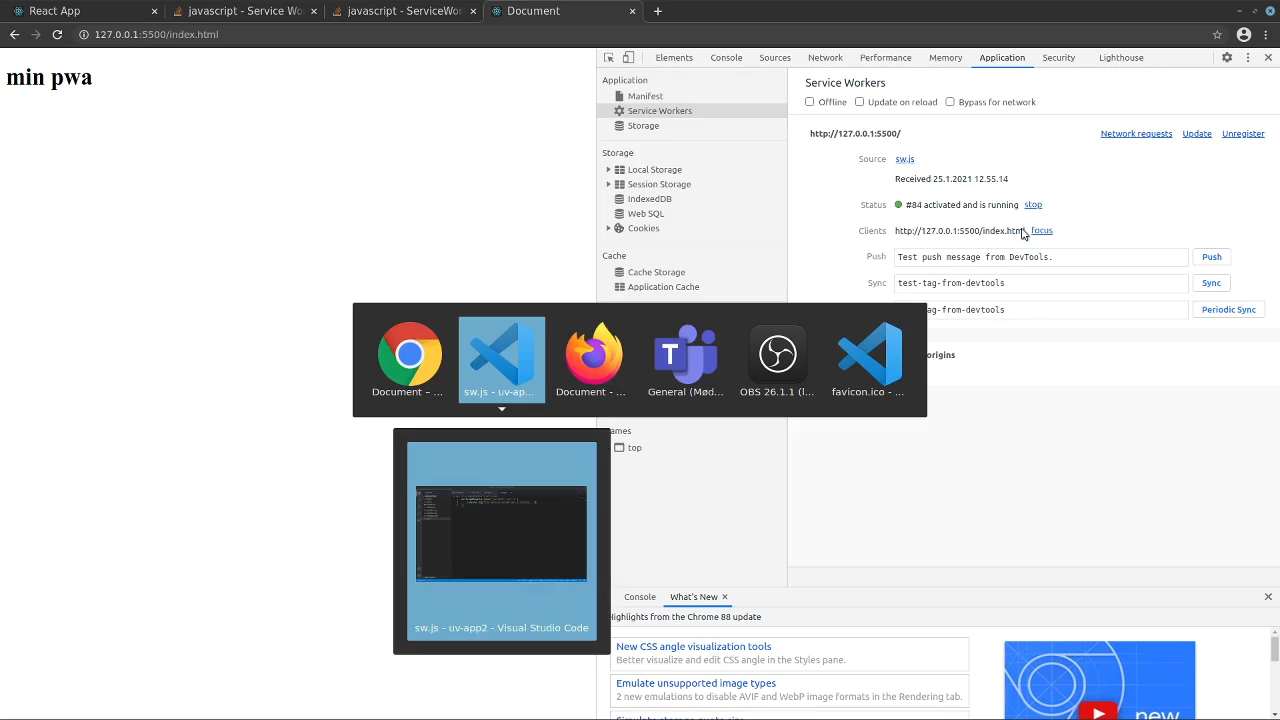 React App
javascript - Service Wo
javascript - ServiceWork
Document
127.0.0.1:5500/index.html
min pwa
Elements
Console
Sources
Network
Performance
Memory
Application
Security
Lighthouse
Application
Manifest
Service Workers
Storage
Storage
Local Storage
Session Storage
IndexedDB
Web SQL
Cookies
Cache
Cache Storage
Application Cache
ames
top
Service Workers
Offline
Update on reload
Bypass for network
http://127.0.0.1:5500/
Network requests
Update
Unregister
Source
sw.js
Received 25.1.2021 12.55.14
Status
#84 activated and is running
stop
Clients
http://127.0.0.1:5500/index.html
focus
Push
Test push message from DevTools.
Push
Sync
test-tag-from-devtools
Sync
tag-from-devtools
Periodic Sync
origins
Document – ...
sw.js - uv-ap...
Document - ...
General (Mød...
OBS 26.1.1 (l...
favicon.ico - ...
sw.js - uv-app2 - Visual Studio Code
Console
What's New
Highlights from the Chrome 88 update
New CSS angle visualization tools
Better visualize and edit CSS angle in the Styles pane.
Emulate unsupported image types
2 new emulations to disable AVIF and WebP image formats in the Rendering tab.
new